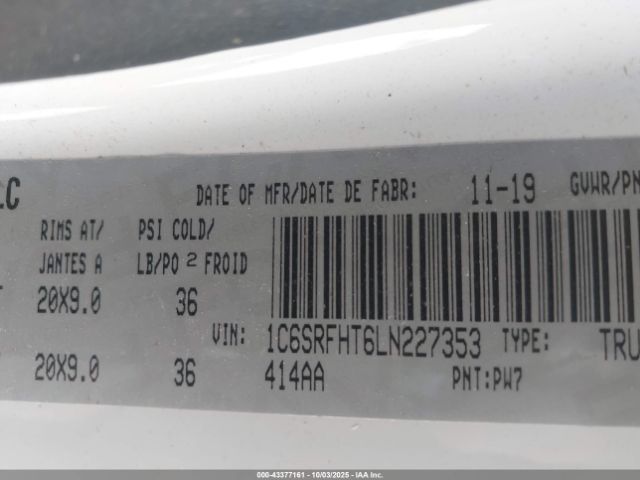 LC
DATE OF MFR/DATE DE FABR: 11-19 GVWR/PN
RIMS AT/ PSI COLD/
JANTES A LB/PO 2 FROID
20X9.0 36
VIN: 1C6SRFHT6LN227353 TYPE: TRU
20X9.0 36 414AA PNT:PW7
000-43377161 - 10/03/2025 - IAAI.COM